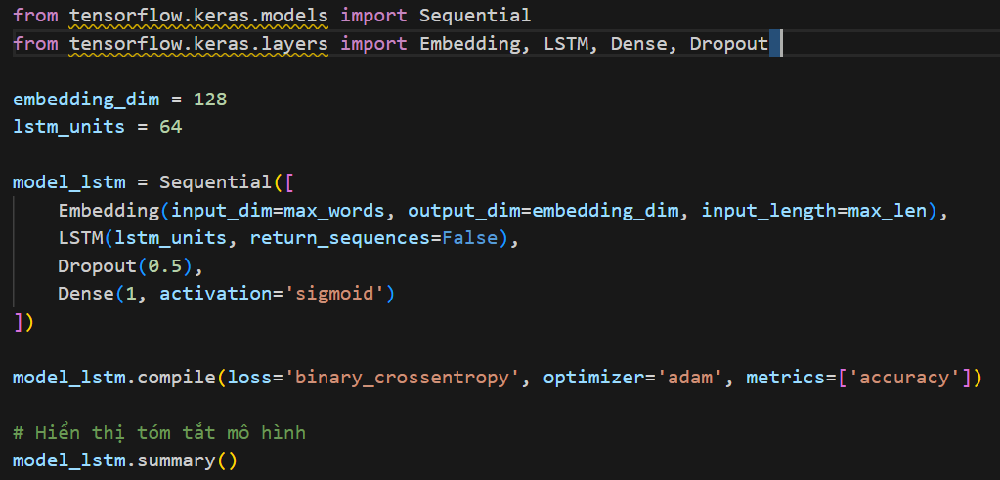 from tensorflow.keras.models import Sequential
from tensorflow.keras.layers import Embedding, LSTM, Dense, Dropout
embedding_dim = 128
lstm_units = 64
model_lstm = Sequential([
    Embedding(input_dim=max_words, output_dim=embedding_dim, input_length=max_len),
    LSTM(lstm_units, return_sequences=False),
    Dropout(0.5),
    Dense(1, activation='sigmoid')
])
model_lstm.compile(loss='binary_crossentropy', optimizer='adam', metrics=['accuracy'])
# Hiển thị tóm tắt mô hình
model_lstm.summary()